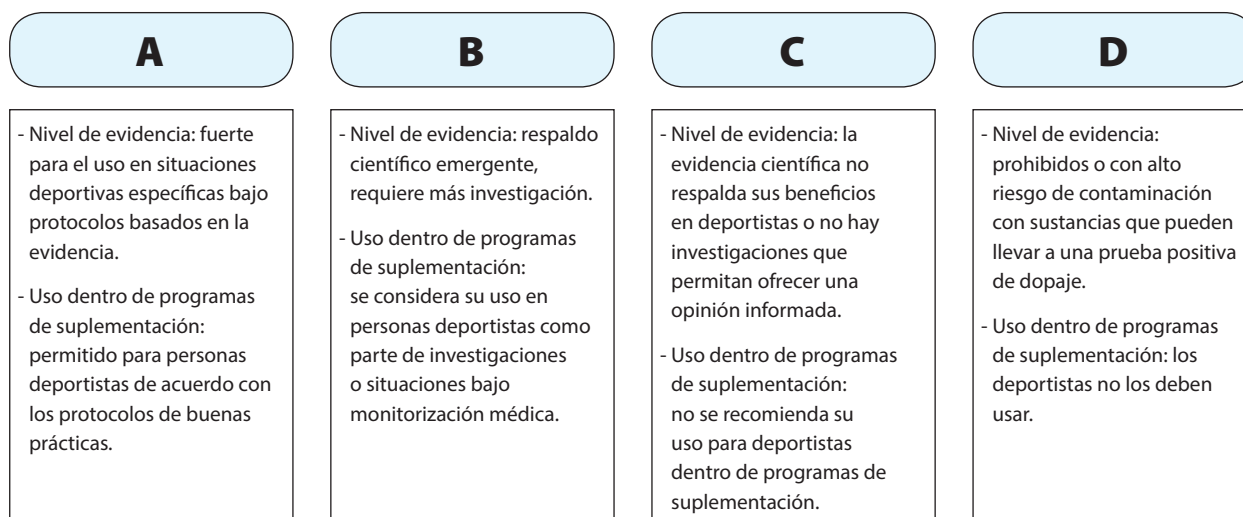 A
- Nivel de evidencia: fuerte
para el uso en situaciones
deportivas específicas bajo
protocolos basados en la
evidencia.
- Uso dentro de programas
de suplementación:
permitido para personas
deportistas de acuerdo con
los protocolos de buenas
prácticas.
B
- Nivel de evidencia: respaldo
científico emergente,
requiere más investigación.
- Uso dentro de programas
de suplementación:
se considera su uso en
personas deportistas como
parte de investigaciones
o situaciones bajo
monitorización médica.
C
- Nivel de evidencia: la
evidencia científica no
respalda sus beneficios
en deportistas o no hay
investigaciones que
permitan ofrecer una
opinión informada.
- Uso dentro de programas
de suplementación:
no se recomienda su
uso para deportistas
dentro de programas de
suplementación.
D
- Nivel de evidencia:
prohibidos o con alto
riesgo de contaminación
con sustancias que pueden
llevar a una prueba positiva
de dopaje.
- Uso dentro de programas
de suplementación: los
deportistas no los deben
usar.